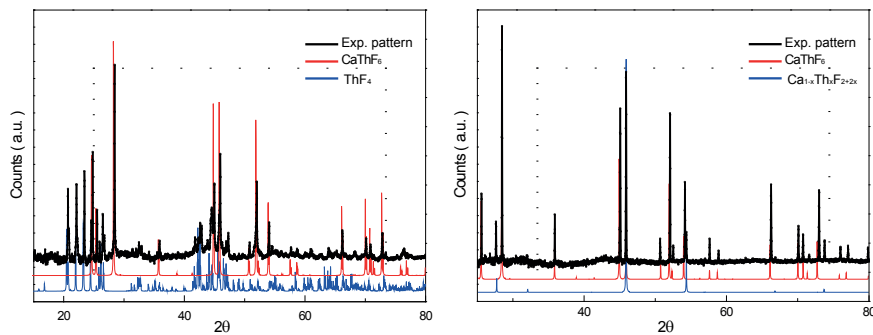 Exp. pattern
CaThF₆
ThF₄
Counts ( a.u. )
20 40 60 80
2θ
Exp. pattern
CaThF₆
Ca₁₋ₓThₓF₂₊₂ₓ
Counts ( a.u. )
40 60 80
2θ